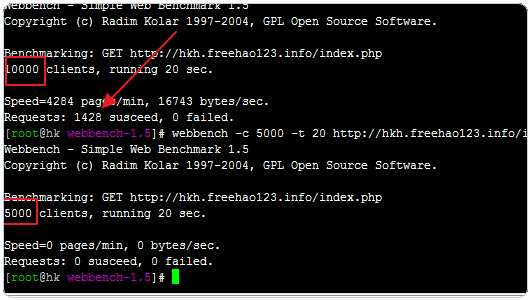 Webbench - Simple Web Benchmark 1.5
Copyright (c) Radim Kolar 1997-2004, GPL Open Source Software.
Benchmarking: GET http://hkh.freehao123.info/index.php
10000 clients, running 20 sec.
Speed=4284 pages/min, 16743 bytes/sec.
Requests: 1428 susceed, 0 failed.
[root@hk webbench-1.5]# webbench -c 5000 -t 20 http://hkh.freehao123.info/i
Webbench - Simple Web Benchmark 1.5
Copyright (c) Radim Kolar 1997-2004, GPL Open Source Software.
Benchmarking: GET http://hkh.freehao123.info/index.php
5000 clients, running 20 sec.
Speed=0 pages/min, 0 bytes/sec.
Requests: 0 susceed, 0 failed.
[root@hk webbench-1.5]#